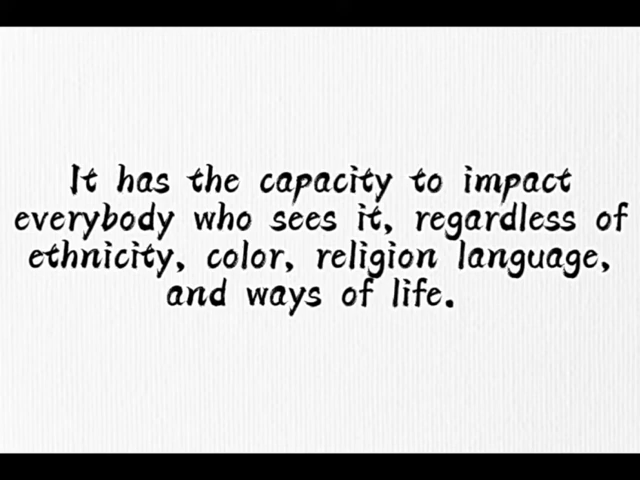 It has the capacity to impact
everybody who sees it, regardless of
ethnicity, color, religion language,
and ways of life.